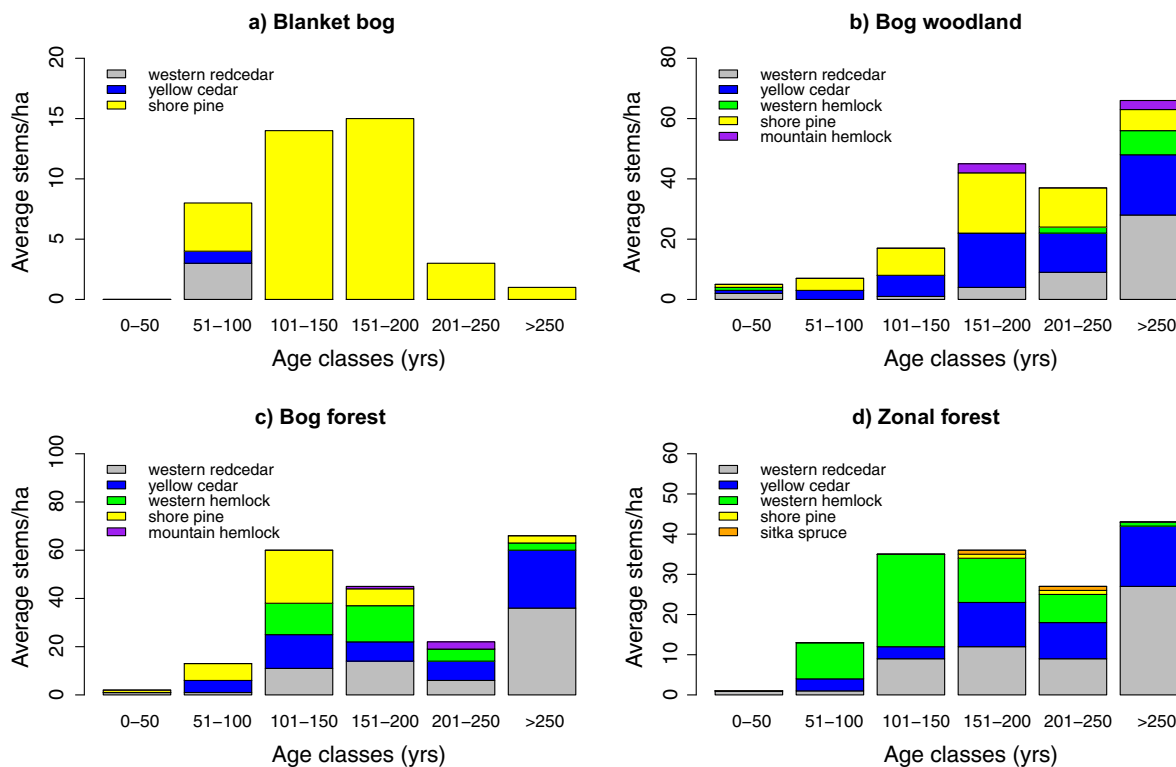 a) Blanket bog
Average stems/ha
20
15
10
5
0
western redcedar
yellow cedar
shore pine
0–50 51–100 101–150 151–200 201–250 >250
Age classes (yrs)
b) Bog woodland
Average stems/ha
80
60
40
20
0
western redcedar
yellow cedar
western hemlock
shore pine
mountain hemlock
0–50 51–100 101–150 151–200 201–250 >250
Age classes (yrs)
c) Bog forest
Average stems/ha
100
80
60
40
20
0
western redcedar
yellow cedar
western hemlock
shore pine
mountain hemlock
0–50 51–100 101–150 151–200 201–250 >250
Age classes (yrs)
d) Zonal forest
Average stems/ha
60
50
40
30
20
10
0
western redcedar
yellow cedar
western hemlock
shore pine
sitka spruce
0–50 51–100 101–150 151–200 201–250 >250
Age classes (yrs)